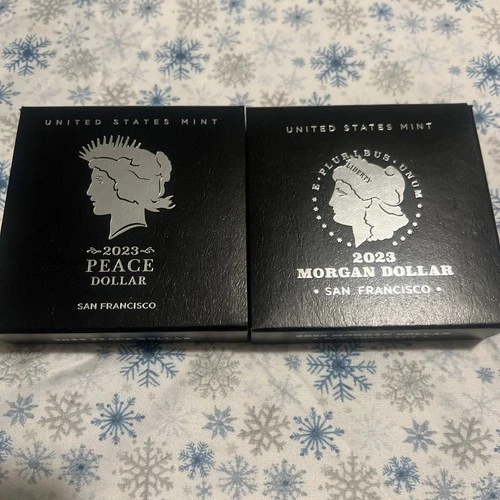 UNITED STATES MINT
2023
PEACE
DOLLAR
SAN FRANCISCO
UNITED STATES MINT
E·PLURIBUS·UNUM
LIBERTY
2023
MORGAN DOLLAR
SAN FRANCISCO